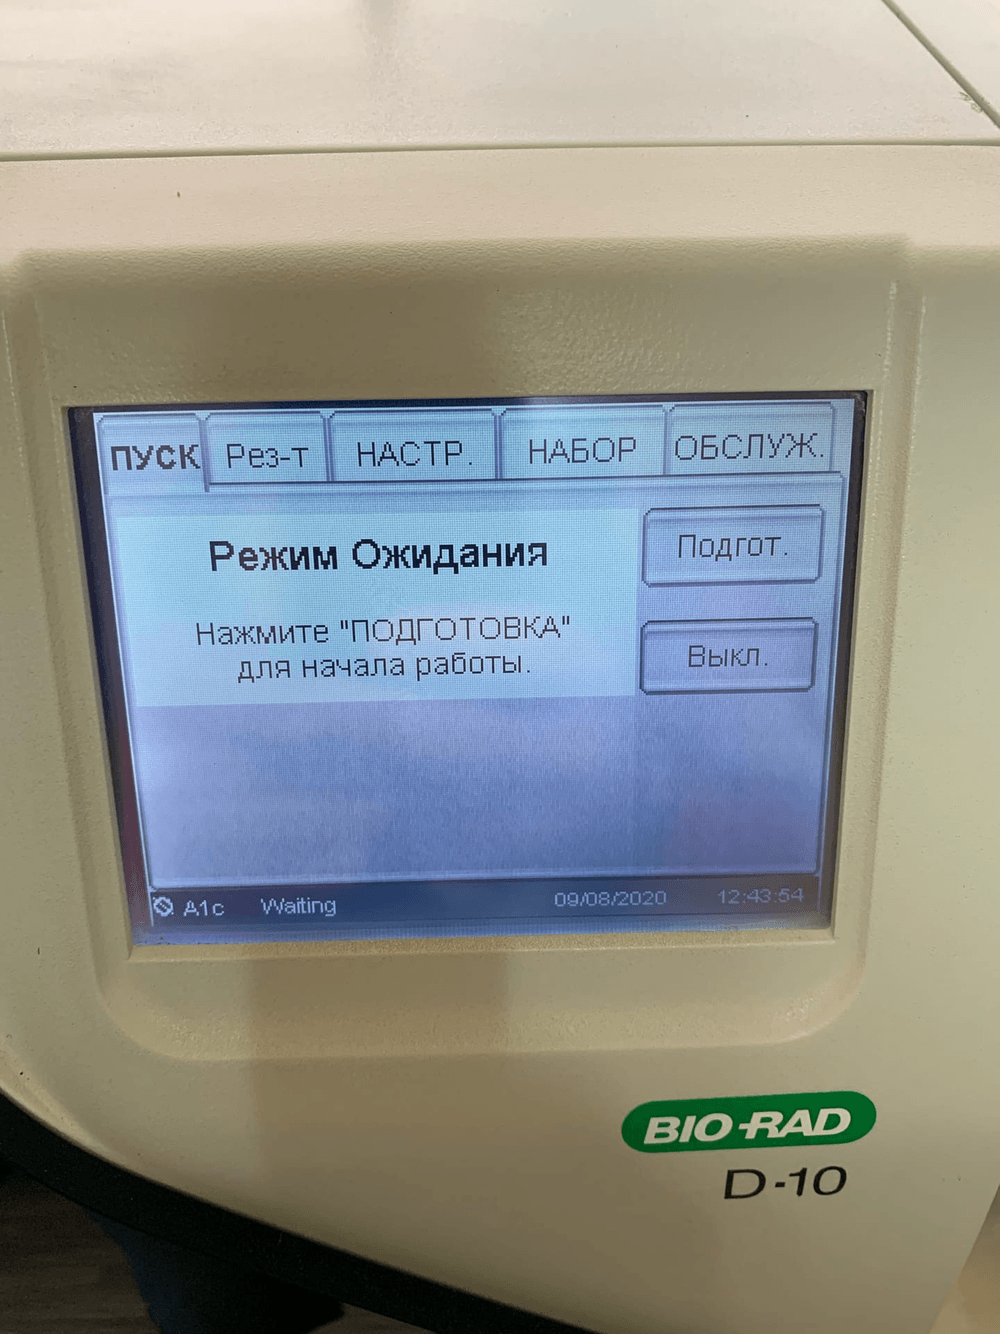 ПУСК Рез-т НАСТР. НАБОР ОБСЛУЖ.
Режим Ожидания
Нажмите "ПОДГОТОВКА"
для начала работы.
Подгот.
Выкл.
A1c Waiting 09/08/2020 12:43:54
BIO-RAD
D-10